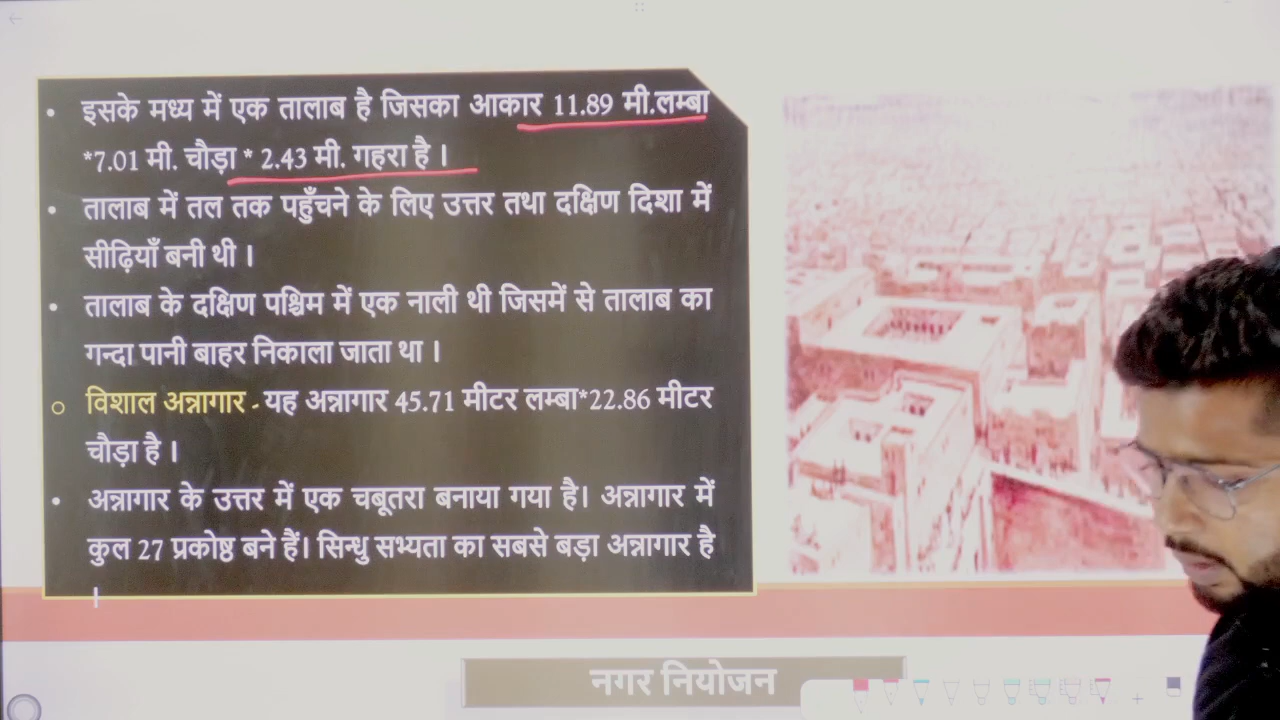 • इसके मध्य में एक तालाब है जिसका आकार 11.89 मी.लम्बा
*7.01 मी. चौड़ा * 2.43 मी. गहरा है ।
• तालाब में तल तक पहुँचने के लिए उत्तर तथा दक्षिण दिशा में
सीढ़ियाँ बनी थी ।
• तालाब के दक्षिण पश्चिम में एक नाली थी जिसमें से तालाब का
गन्दा पानी बाहर निकाला जाता था ।
○ विशाल अन्नागार - यह अन्नागार 45.71 मीटर लम्बा*22.86 मीटर
चौड़ा है ।
• अन्नागार के उत्तर में एक चबूतरा बनाया गया है। अन्नागार में
कुल 27 प्रकोष्ठ बने हैं। सिन्धु सभ्यता का सबसे बड़ा अन्नागार है
।
नगर नियोजन